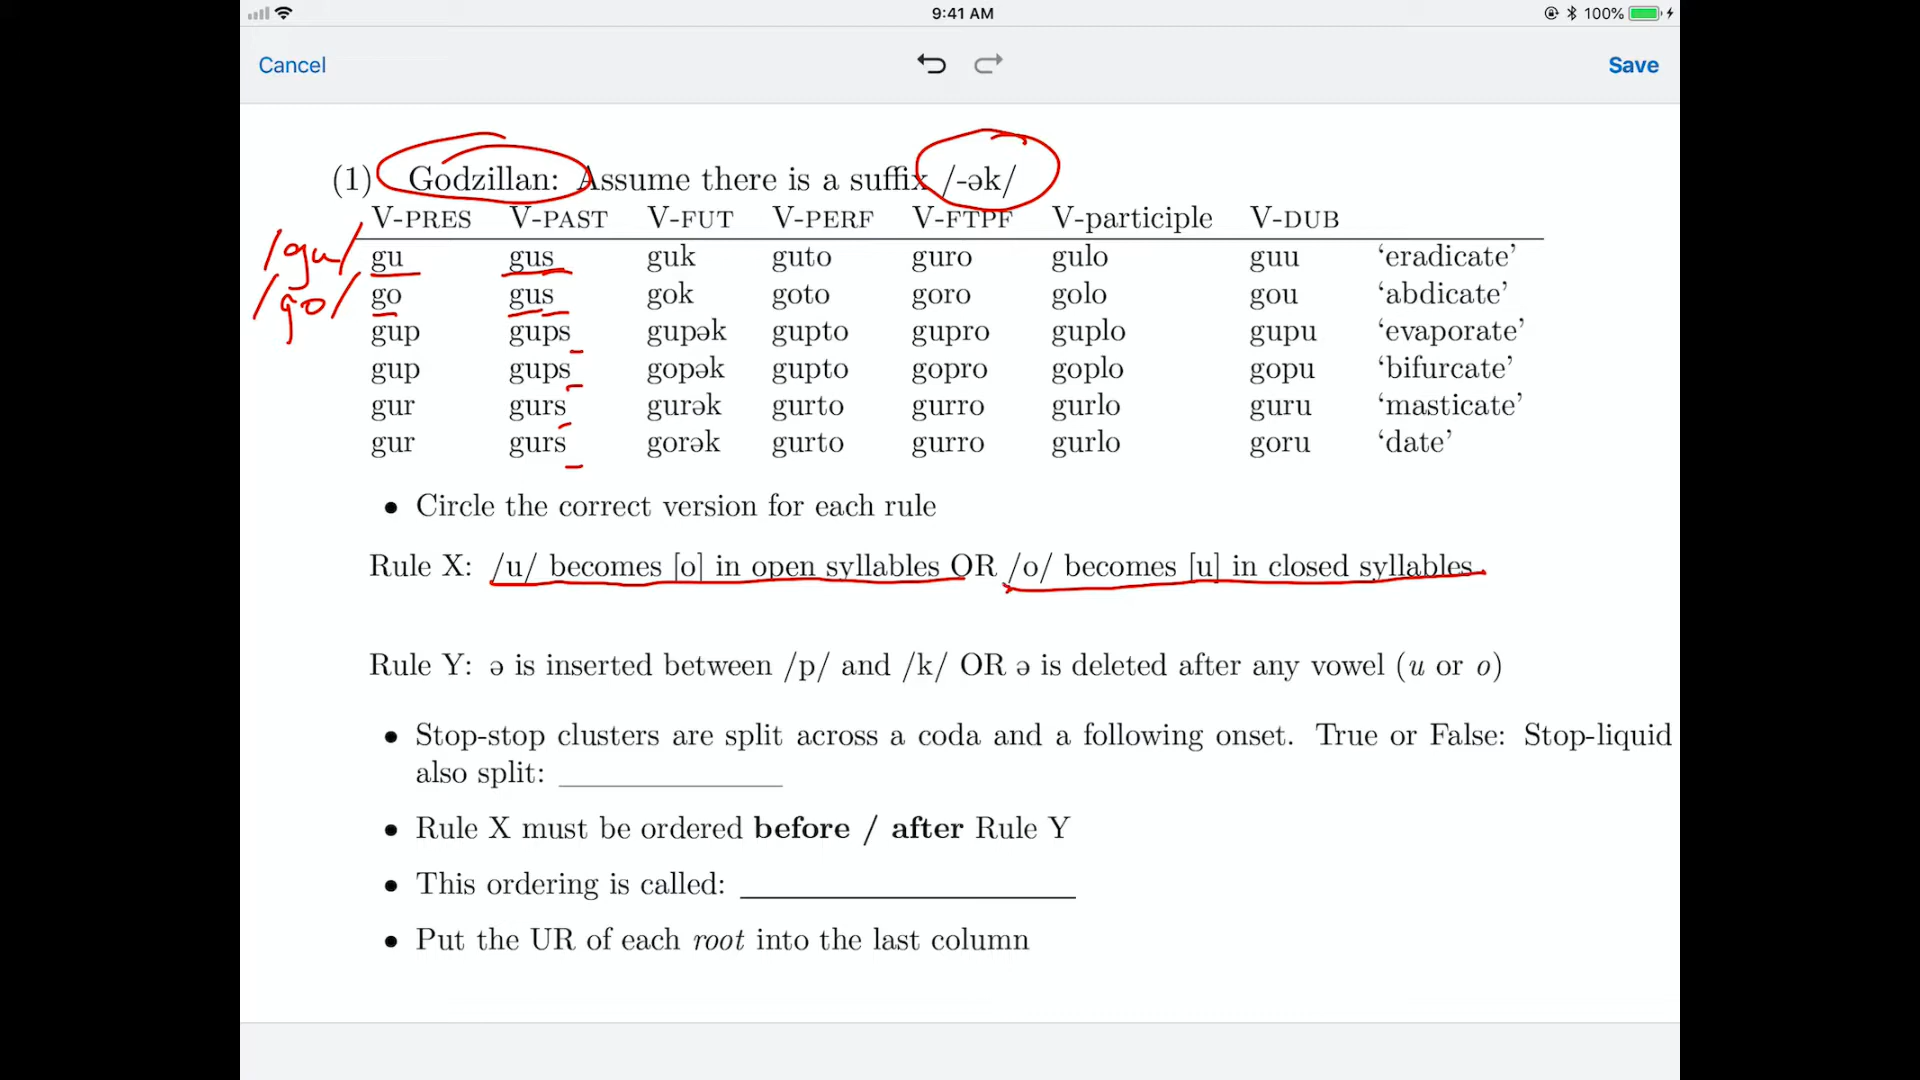 9:41 AM
100%
Cancel
Save
(1) Godzillan: Assume there is a suffix /-ək/
V-PRES V-PAST V-FUT V-PERF V-FTPF V-participle V-DUB
/gu/ gu gus guk guto guro gulo guu ‘eradicate’
/go/ go gus gok goto goro golo gou ‘abdicate’
gup gups gupək gupto gupro guplo gupu ‘evaporate’
gup gups gopək gupto gopro goplo gopu ‘bifurcate’
gur gurs gurək gurto gurro gurlo guru ‘masticate’
gur gurs gorək gurto gurro gurlo goru ‘date’
• Circle the correct version for each rule
Rule X: /u/ becomes [o] in open syllables OR /o/ becomes [u] in closed syllables.
Rule Y: ə is inserted between /p/ and /k/ OR ə is deleted after any vowel (u or o)
• Stop-stop clusters are split across a coda and a following onset. True or False: Stop-liquid
also split:
• Rule X must be ordered before / after Rule Y
• This ordering is called:
• Put the UR of each root into the last column